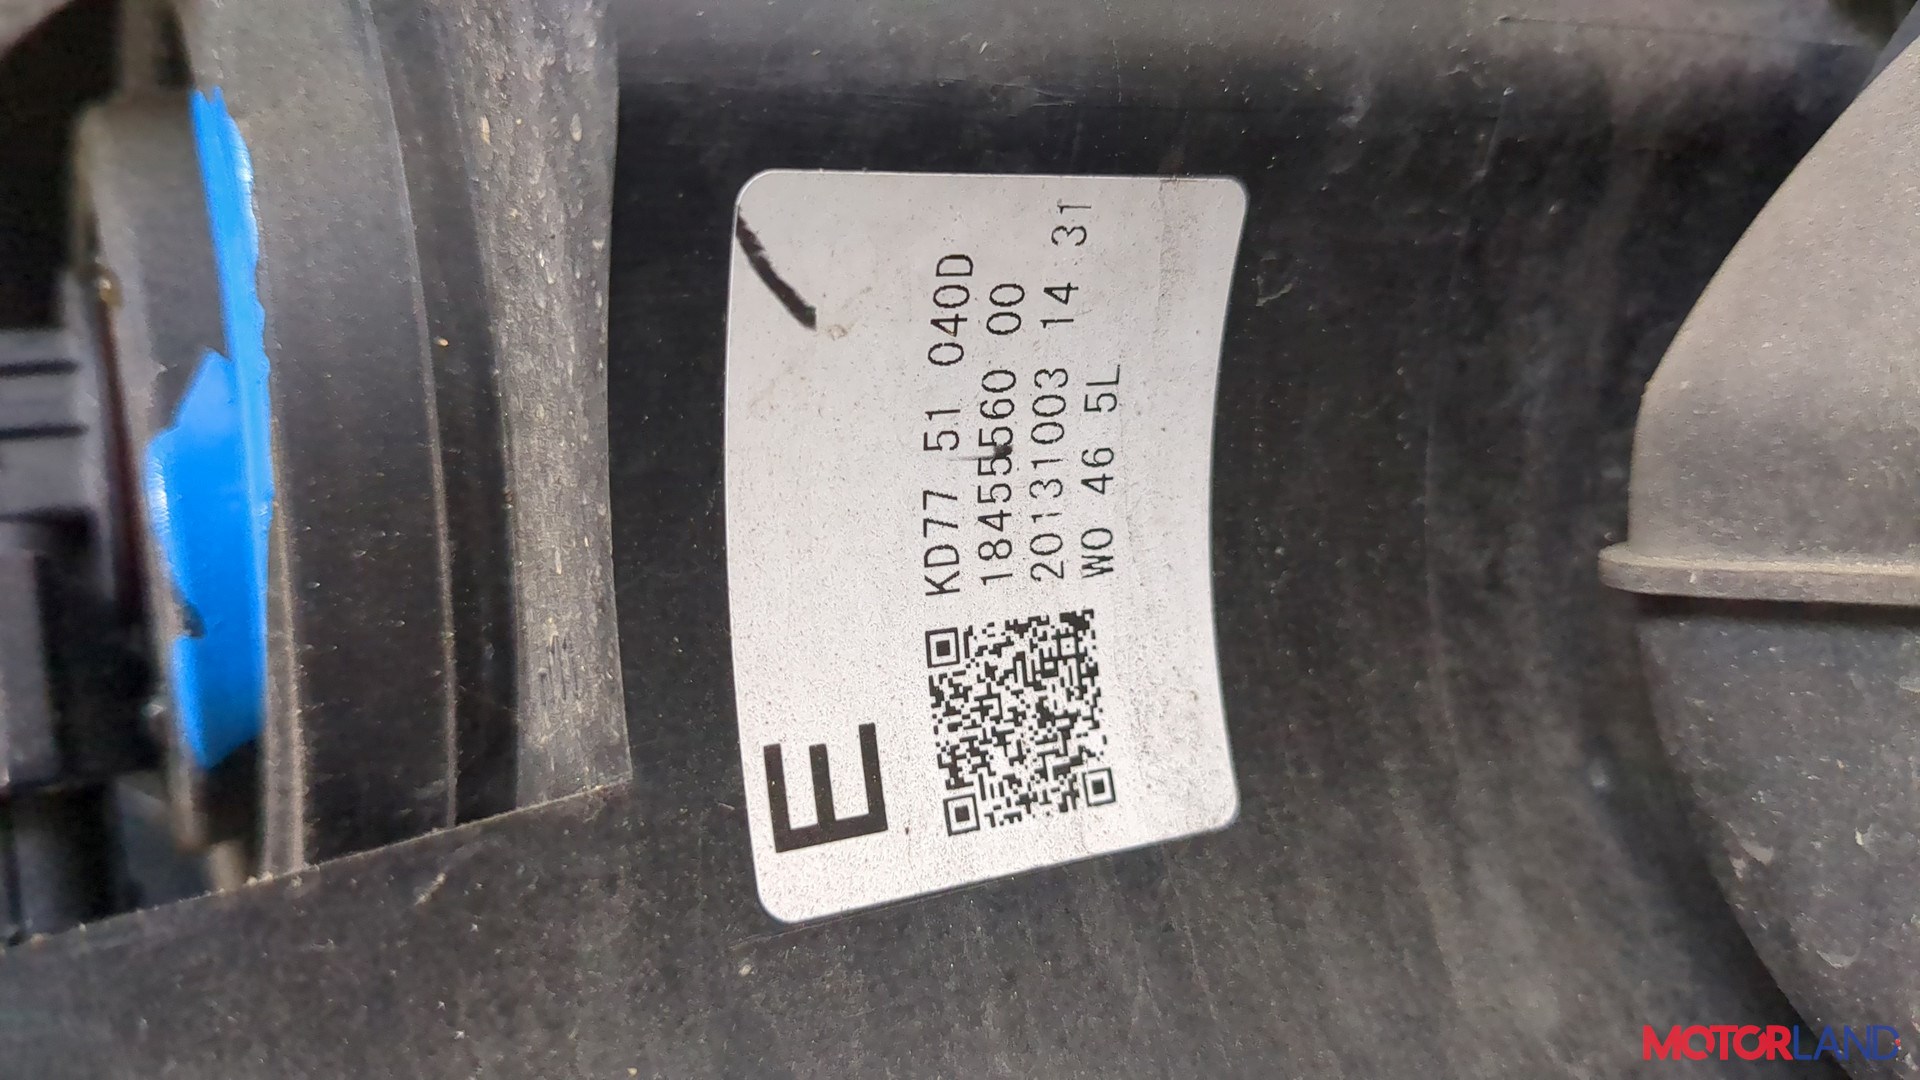 E
KD77 51 040D
18455560 00
20131003 14 31
W0 46 5L
MOTORLAND